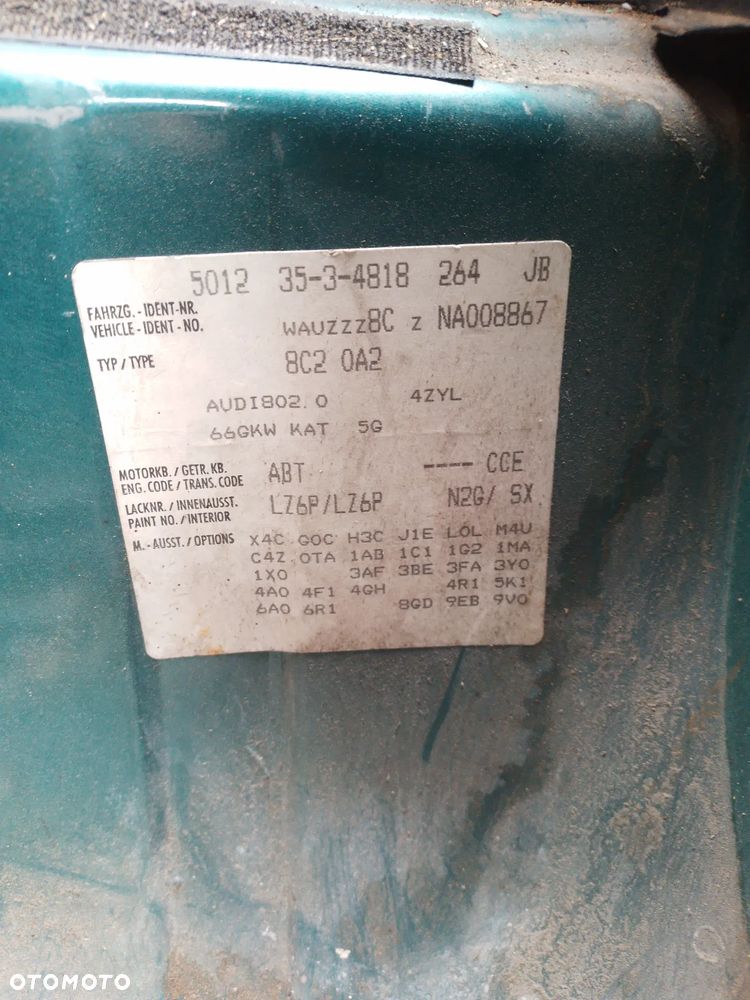 5012 35-3-4818 264 JB
FAHRZG.-IDENT-NR.
VEHICLE-IDENT-NO. WAUZZZ8C Z NA008867
TYP/TYPE 8C2 0A2
AUDI802.0 4ZYL
66GKW KAT 5G
MOTORKB./GETR.KB.
ENG.CODE/TRANS.CODE ABT ---- CCE
LACKNR./INNENAUSST.
PAINT NO./INTERIOR LZ6P/LZ6P N2G/ SX
M.-AUSST./OPTIONS X4C G0C H3C J1E L0L M4U
C4Z 0TA 1AB 1C1 1G2 1MA
1X0 3AF 3BE 3FA 3Y0
4A0 4F1 4GH 4R1 5K1
6A0 6R1 8GD 9EB 9V0
OTOMOTO